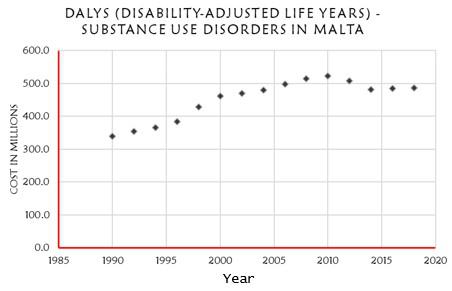 DALYS (DISABILITY-ADJUSTED LIFE YEARS) -
SUBSTANCE USE DISORDERS IN MALTA
600.0
500.0
400.0
300.0
200.0
100.0
0.0
COST IN MILLIONS
1985 1990 1995 2000 2005 2010 2015 2020
Year